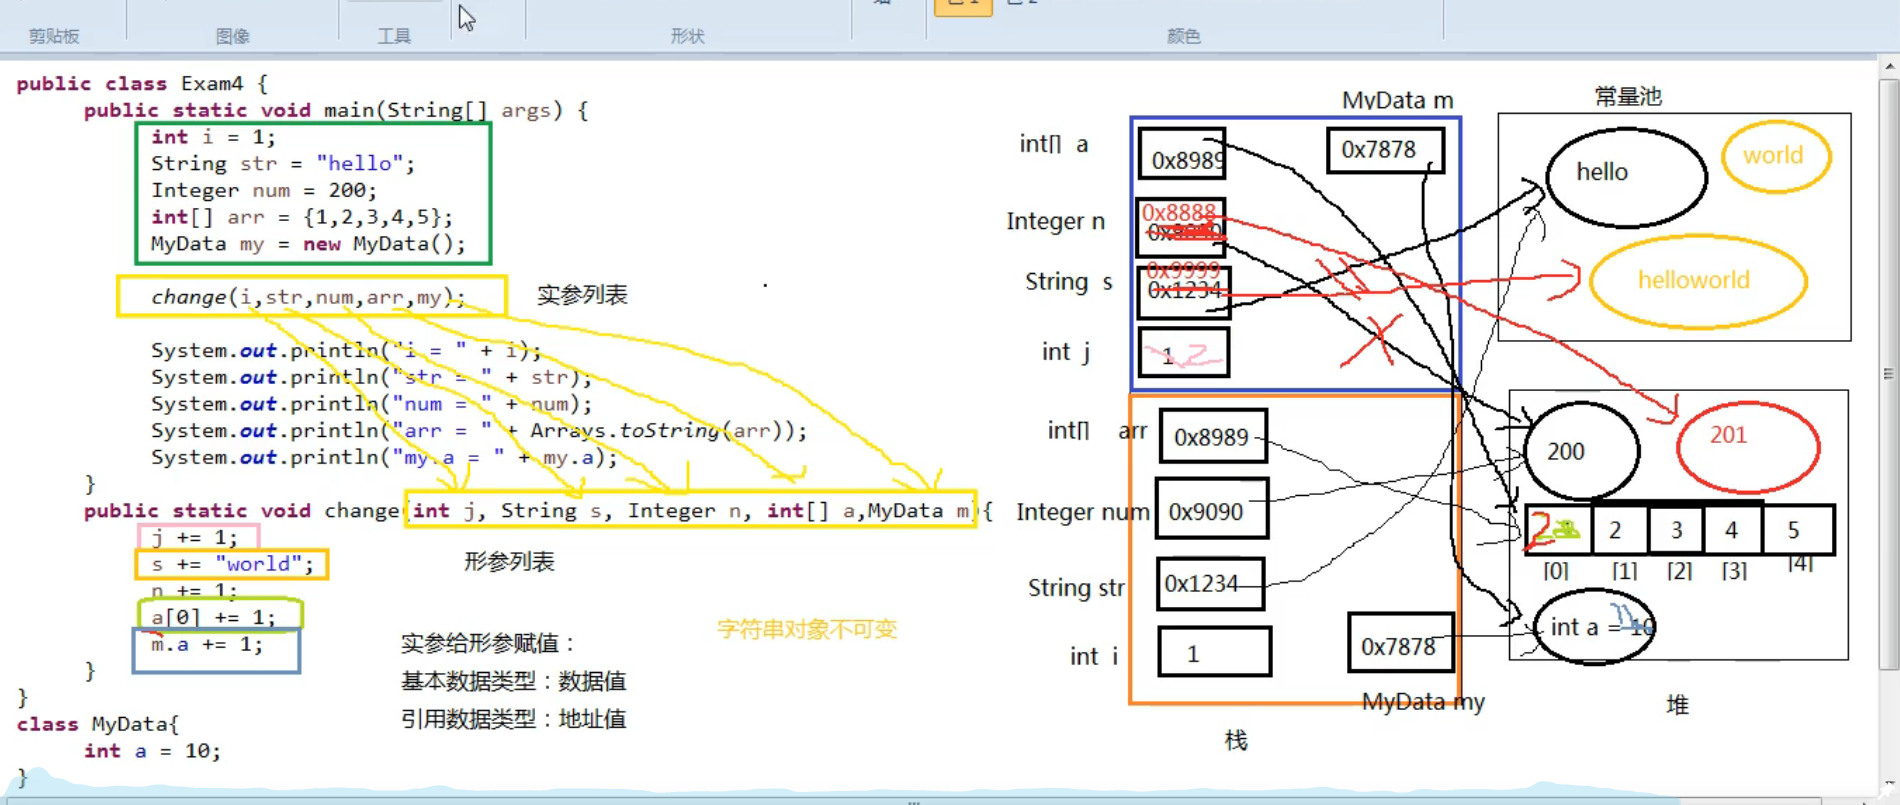 剪贴板
图像
工具
形状
颜色
public class Exam4 {
public static void main(String[] args) {
int i = 1;
String str = "hello";
Integer num = 200;
int[] arr = {1,2,3,4,5};
MyData my = new MyData();
change(i,str,num,arr,my);
实参列表
System.out.println("i = " + i);
System.out.println("str = " + str);
System.out.println("num = " + num);
System.out.println("arr = " + Arrays.toString(arr));
System.out.println("my.a = " + my.a);
}
public static void change(int j, String s, Integer n, int[] a,MyData m){
j += 1;
s += "world";
n += 1;
a[0] += 1;
m.a += 1;
}
}
class MyData{
int a = 10;
}
形参列表
实参给形参赋值：
基本数据类型：数据值
引用数据类型：地址值
字符串对象不可变
MyData m
int[] a
0x8989
0x7878
Integer n
0x8888
String s
0x9999
0x1234
int j
1 2
int[] arr
0x8989
Integer num
0x9090
String str
0x1234
int i
1
0x7878
MyData my
栈
常量池
hello
world
helloworld
200
201
2 2 3 4 5
[0] [1] [2] [3] [4]
int a = 10
堆